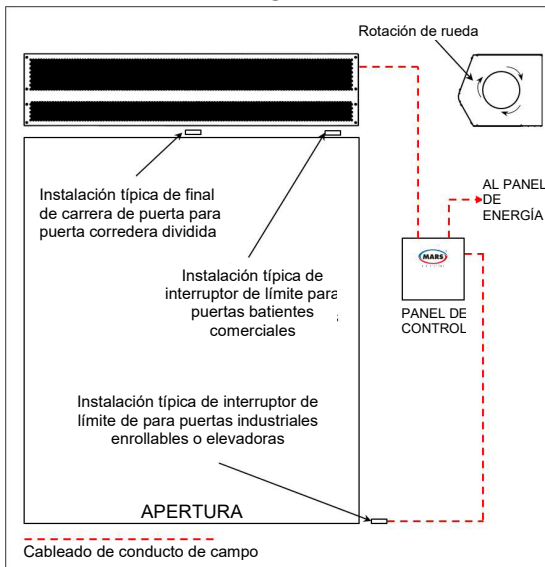 Rotación de rueda
Instalación típica de final
de carrera de puerta para
puerta corredera dividida
AL PANEL
DE
ENERGÍA
MARS
Instalación típica de
interruptor de límite para
puertas batientes
comerciales
PANEL DE
CONTROL
Instalación típica de interruptor de
límite de para puertas industriales
enrollables o elevadoras
APERTURA
Cableado de conducto de campo